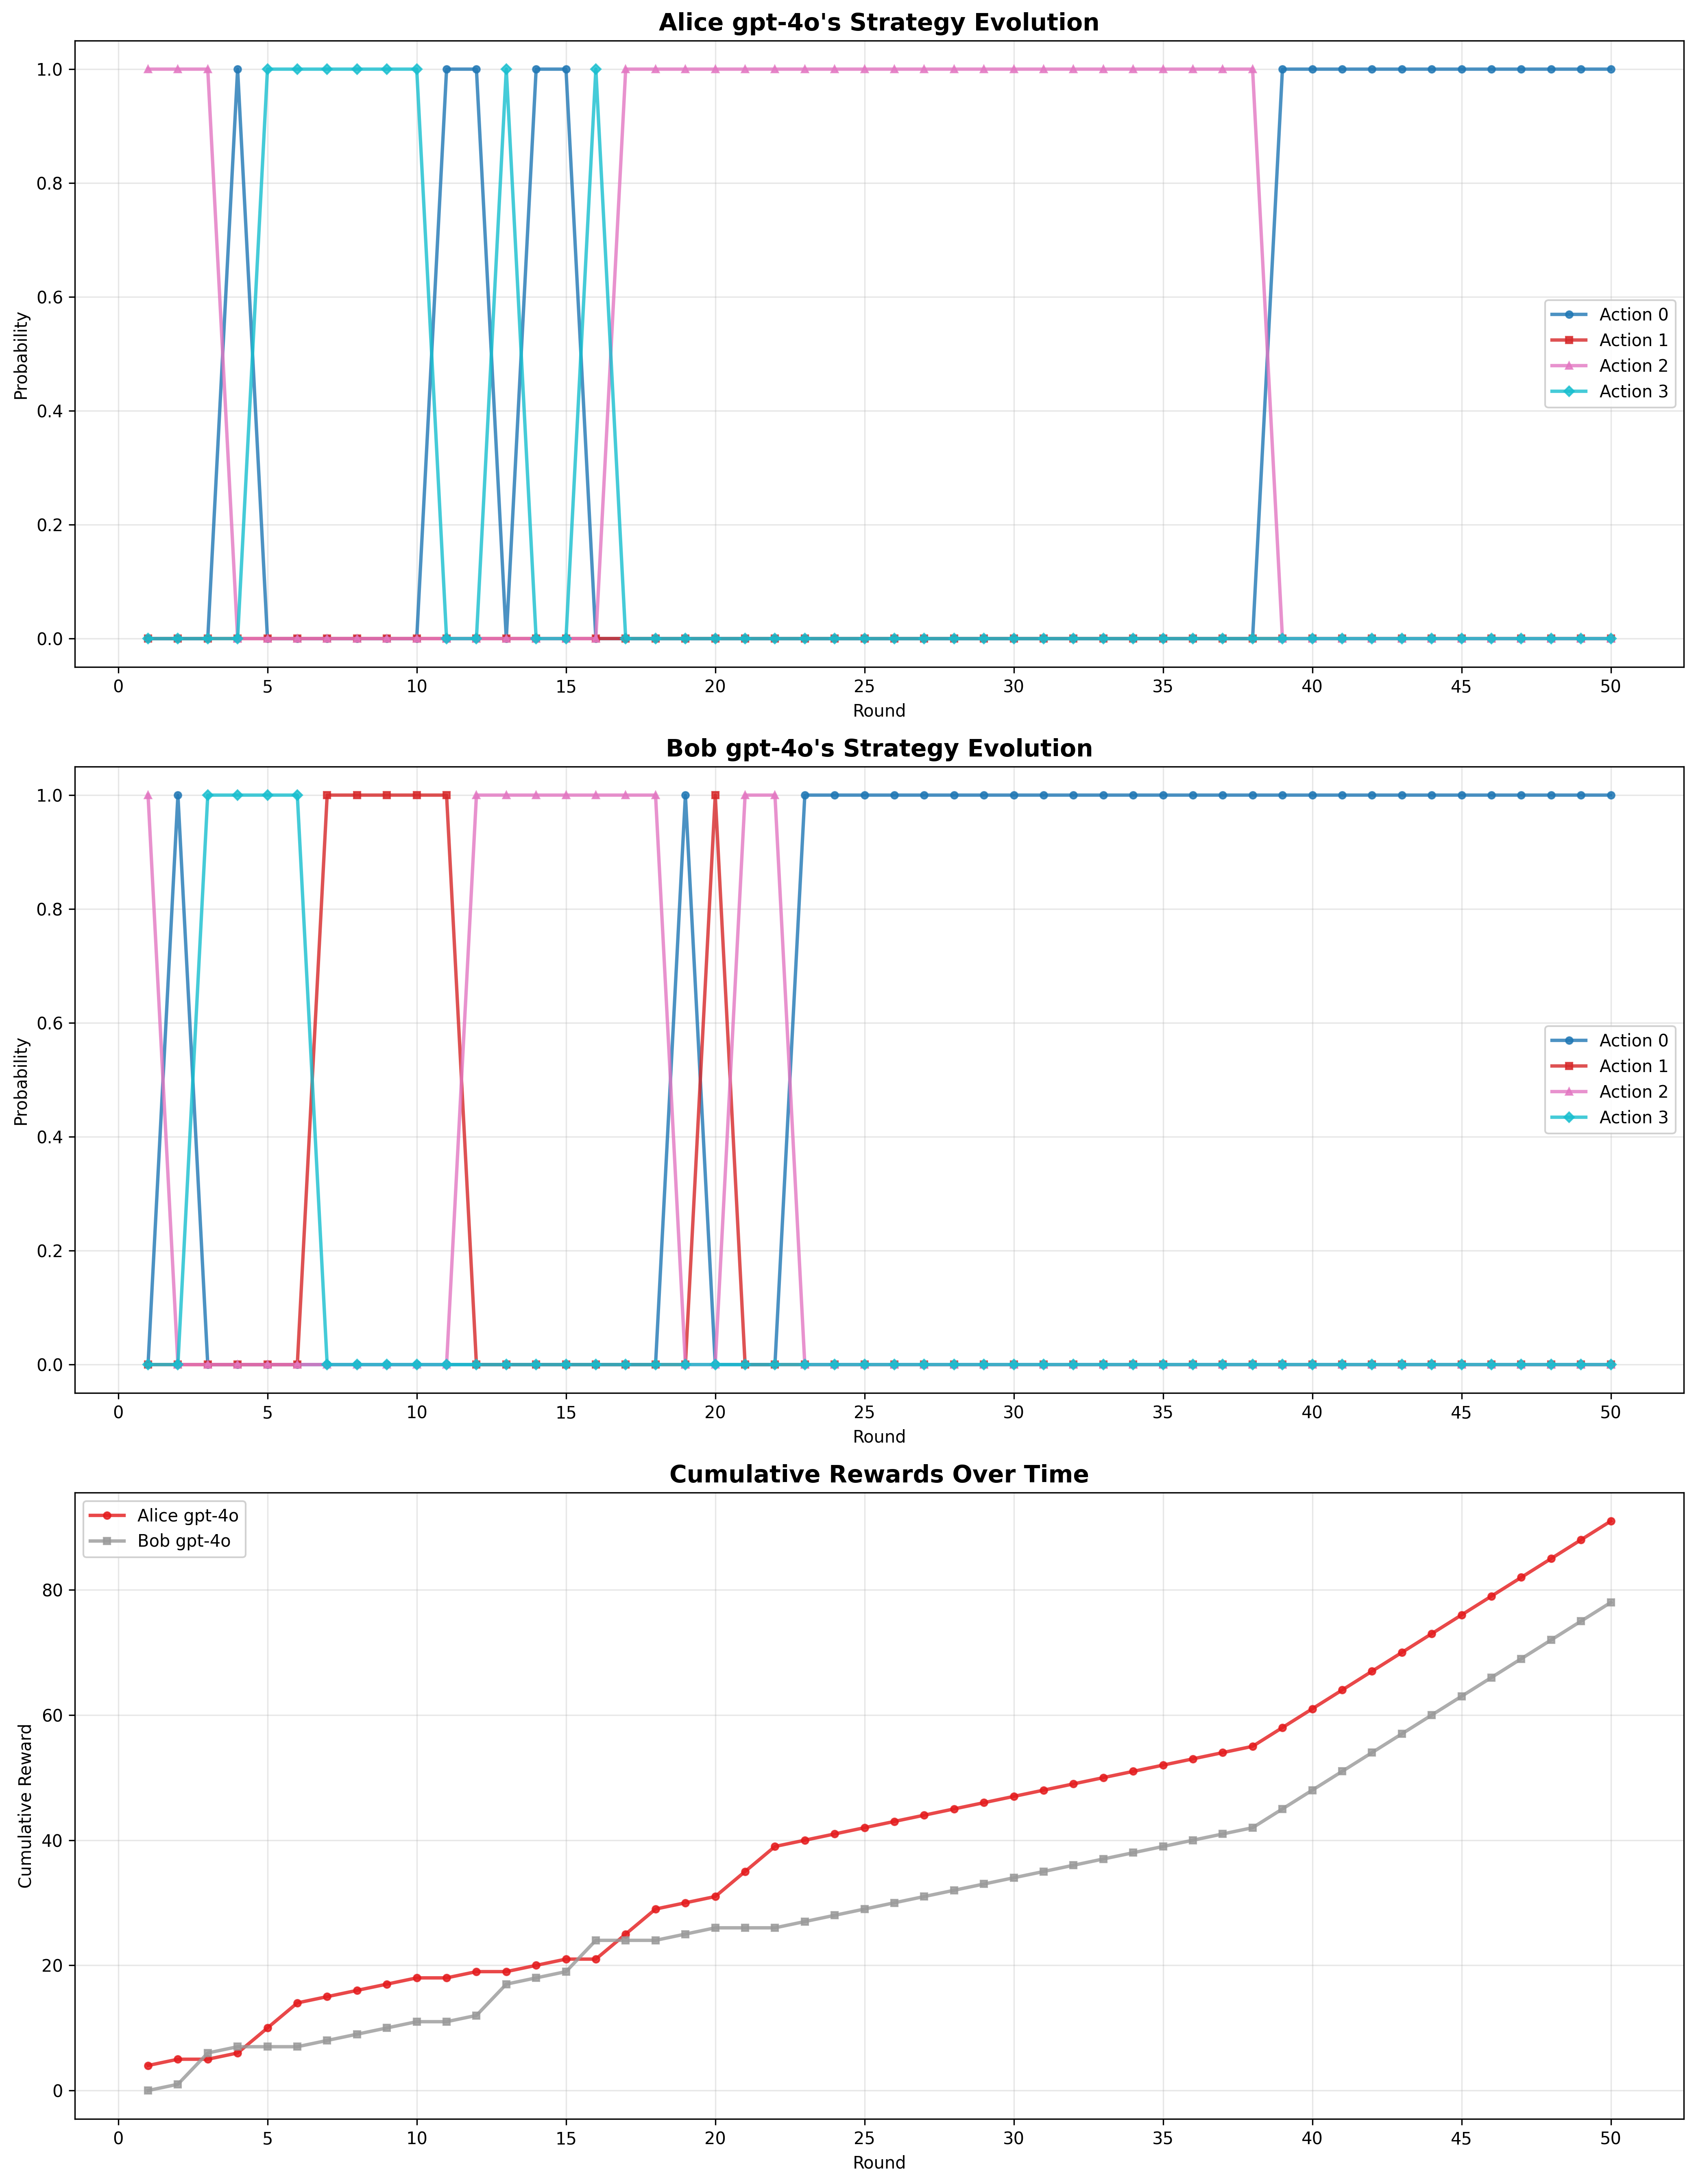 Alice gpt-4o's Strategy Evolution
1.0
0.8
0.6
0.4
0.2
0.0
Probability
Action 0
Action 1
Action 2
Action 3
0 5 10 15 20 25 30 35 40 45 50
Round
Bob gpt-4o's Strategy Evolution
1.0
0.8
0.6
0.4
0.2
0.0
Probability
Action 0
Action 1
Action 2
Action 3
0 5 10 15 20 25 30 35 40 45 50
Round
Cumulative Rewards Over Time
Alice gpt-4o
Bob gpt-4o
80
60
40
20
0
Cumulative Reward
0 5 10 15 20 25 30 35 40 45 50
Round